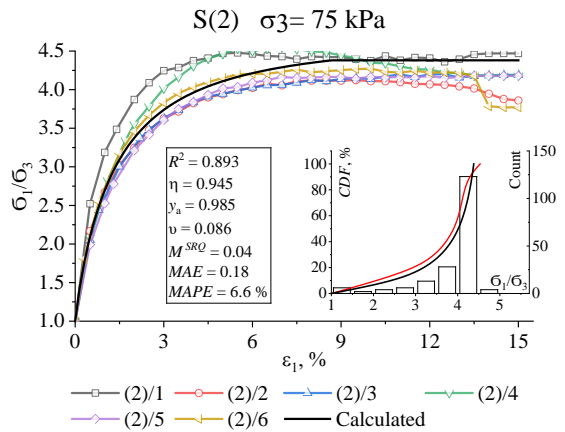 S(2) σ3= 75 kPa
4.5
4.0
3.5
3.0
2.5
2.0
1.5
1.0
б₁/б₃
0 3 6 9 12 15
ε₁, %
R² = 0.893
η = 0.945
yₐ = 0.985
υ = 0.086
M^SRQ = 0.04
MAE = 0.18
MAPE = 6.6 %
100
80
60
40
20
0
CDF, %
150
100
50
0
Count
1 2 3 4 5
б₁/б₃
(2)/1 (2)/2 (2)/3 (2)/4
(2)/5 (2)/6 Calculated